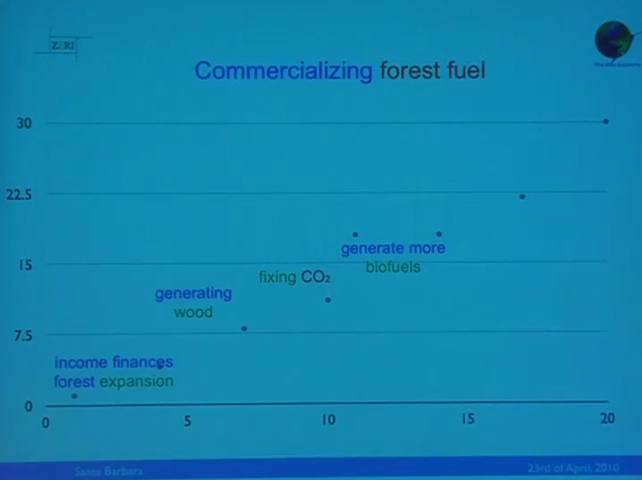 ZERI
Commercializing forest fuel
30
22.5
15
7.5
0
generate more
biofuels
fixing CO₂
generating
wood
income finances
forest expansion
0
5
10
15
20
Santa Barbara
23rd of April, 2010